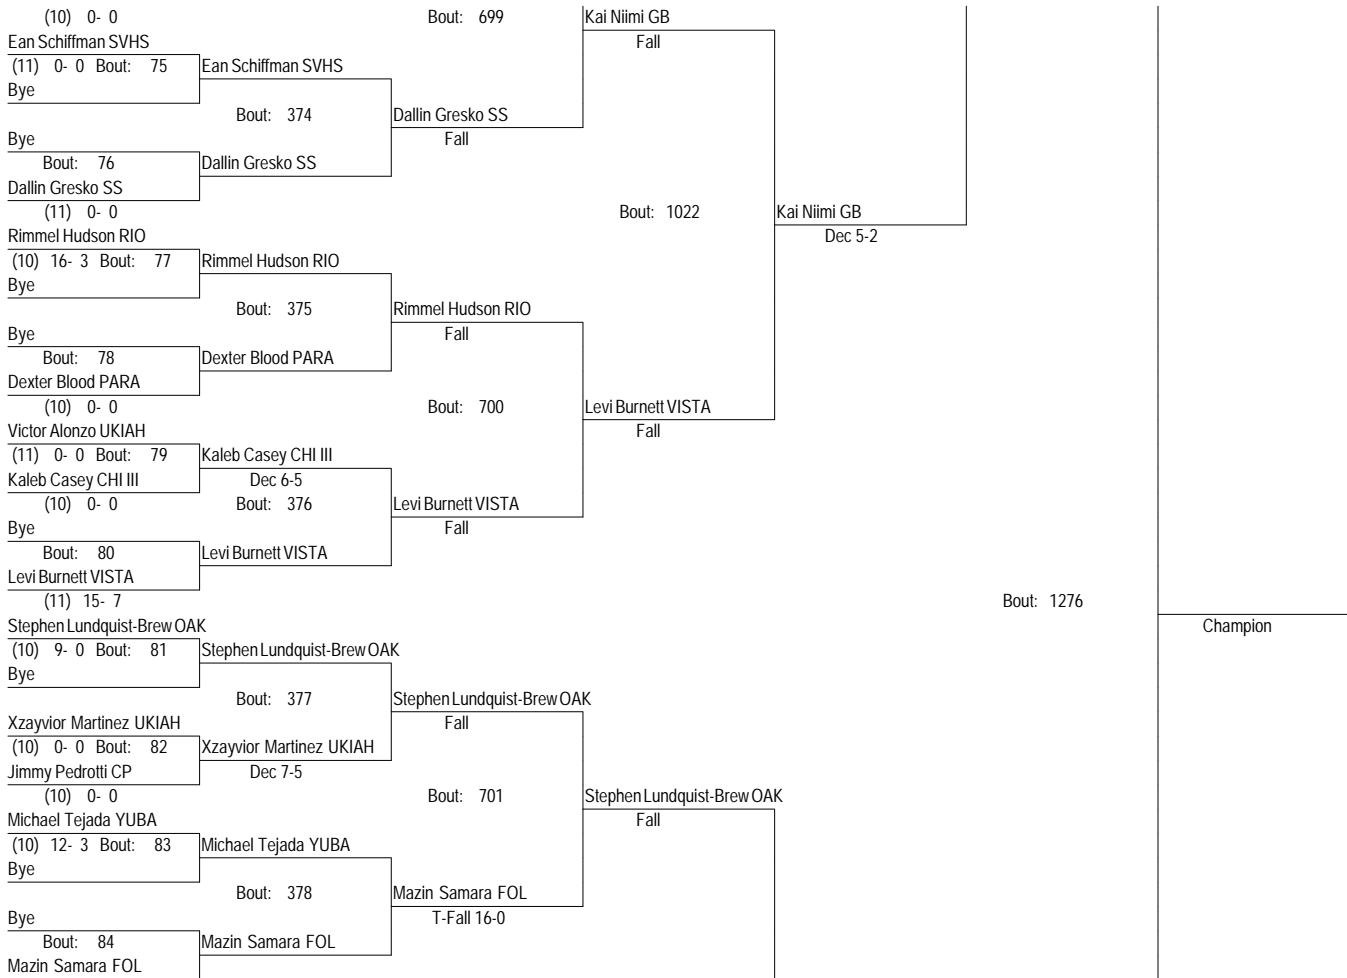 (10) 0- 0 Bout: 699 Kai Niimi GB
Ean Schiffman SVHS Fall
(11) 0- 0 Bout: 75 Ean Schiffman SVHS
Bye
Bout: 374 Dallin Gresko SS
Bye Fall
Bout: 76 Dallin Gresko SS
Dallin Gresko SS
(11) 0- 0 Bout: 1022 Kai Niimi GB
Rimmel Hudson RIO Dec 5-2
(10) 16- 3 Bout: 77 Rimmel Hudson RIO
Bye
Bout: 375 Rimmel Hudson RIO
Bye Fall
Bout: 78 Dexter Blood PARA
Dexter Blood PARA
(10) 0- 0 Bout: 700 Levi Burnett VISTA
Victor Alonzo UKIAH Fall
(11) 0- 0 Bout: 79 Kaleb Casey CHI III
Kaleb Casey CHI III Dec 6-5
(10) 0- 0 Bout: 376 Levi Burnett VISTA
Bye Fall
Bout: 80 Levi Burnett VISTA
Levi Burnett VISTA
(11) 15- 7 Bout: 1276
Stephen Lundquist-Brew OAK Champion
(10) 9- 0 Bout: 81 Stephen Lundquist-Brew OAK
Bye
Bout: 377 Stephen Lundquist-Brew OAK
Xzayvior Martinez UKIAH Fall
(10) 0- 0 Bout: 82 Xzayvior Martinez UKIAH
Jimmy Pedrotti CP Dec 7-5
(10) 0- 0 Bout: 701 Stephen Lundquist-Brew OAK
Michael Tejada YUBA Fall
(10) 12- 3 Bout: 83 Michael Tejada YUBA
Bye
Bout: 378 Mazin Samara FOL
Bye T-Fall 16-0
Bout: 84 Mazin Samara FOL
Mazin Samara FOL